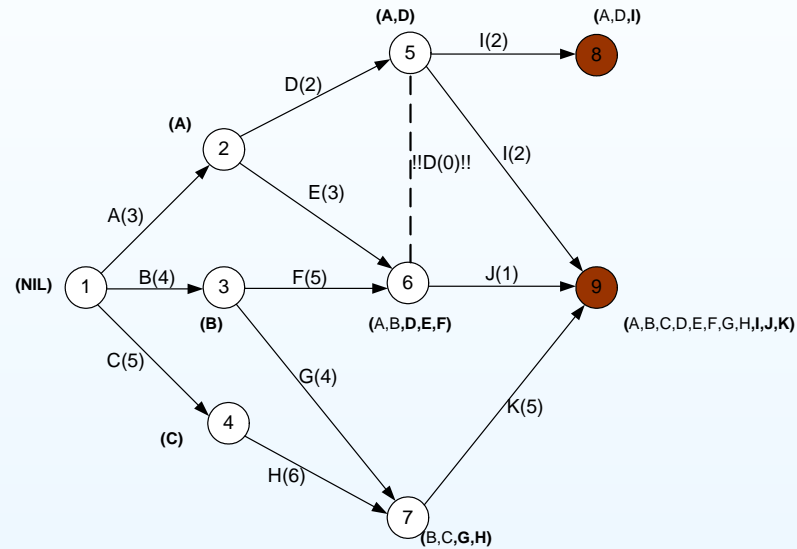 (A,D)
(A,D,I)
I(2)
5
8
D(2)
(A)
2
!!D(0)!!
I(2)
E(3)
A(3)
(NIL)
1
B(4)
3
F(5)
6
J(1)
9
(B)
(A,B,D,E,F)
(A,B,C,D,E,F,G,H,I,J,K)
C(5)
G(4)
K(5)
4
(C)
H(6)
7
(B,C,G,H)